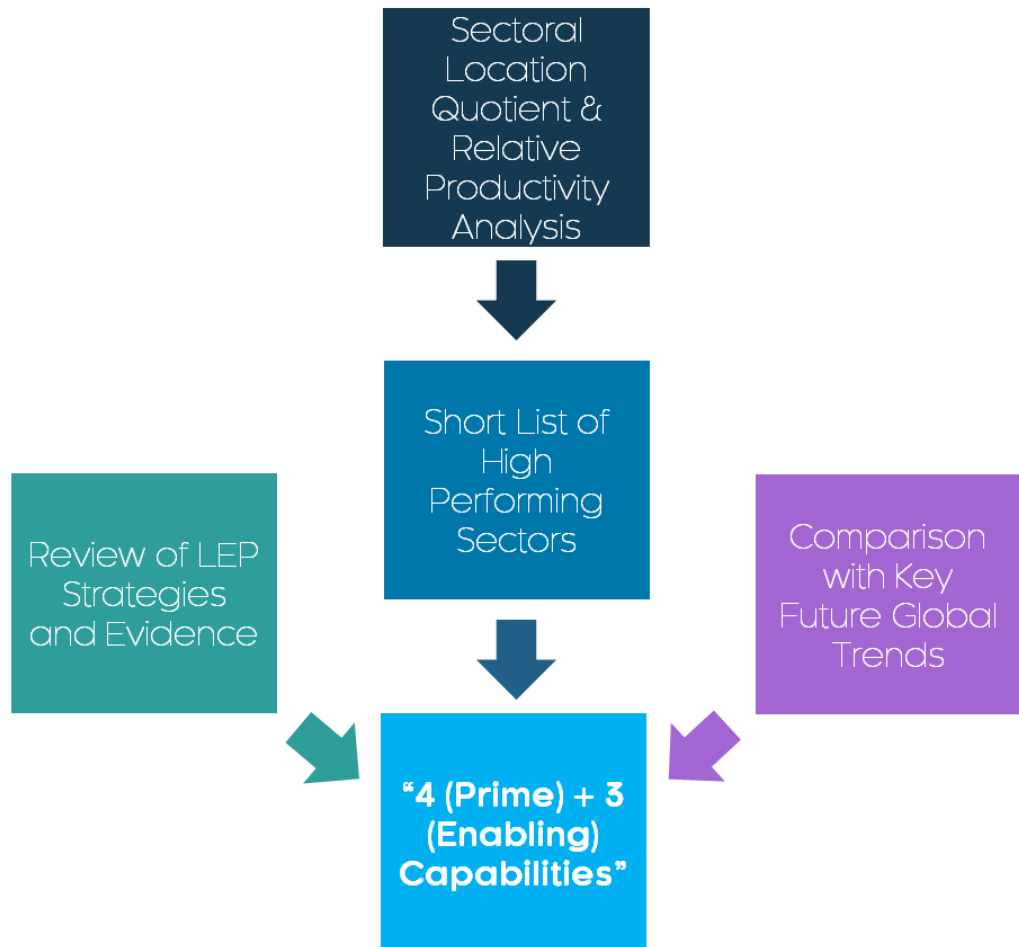 Sectoral
Location
Quotient &
Relative
Productivity
Analysis
Short List of
High
Performing
Sectors
Review of LEP
Strategies
and Evidence
Comparison
with Key
Future Global
Trends
“4 (Prime) + 3
(Enabling)
Capabilities”